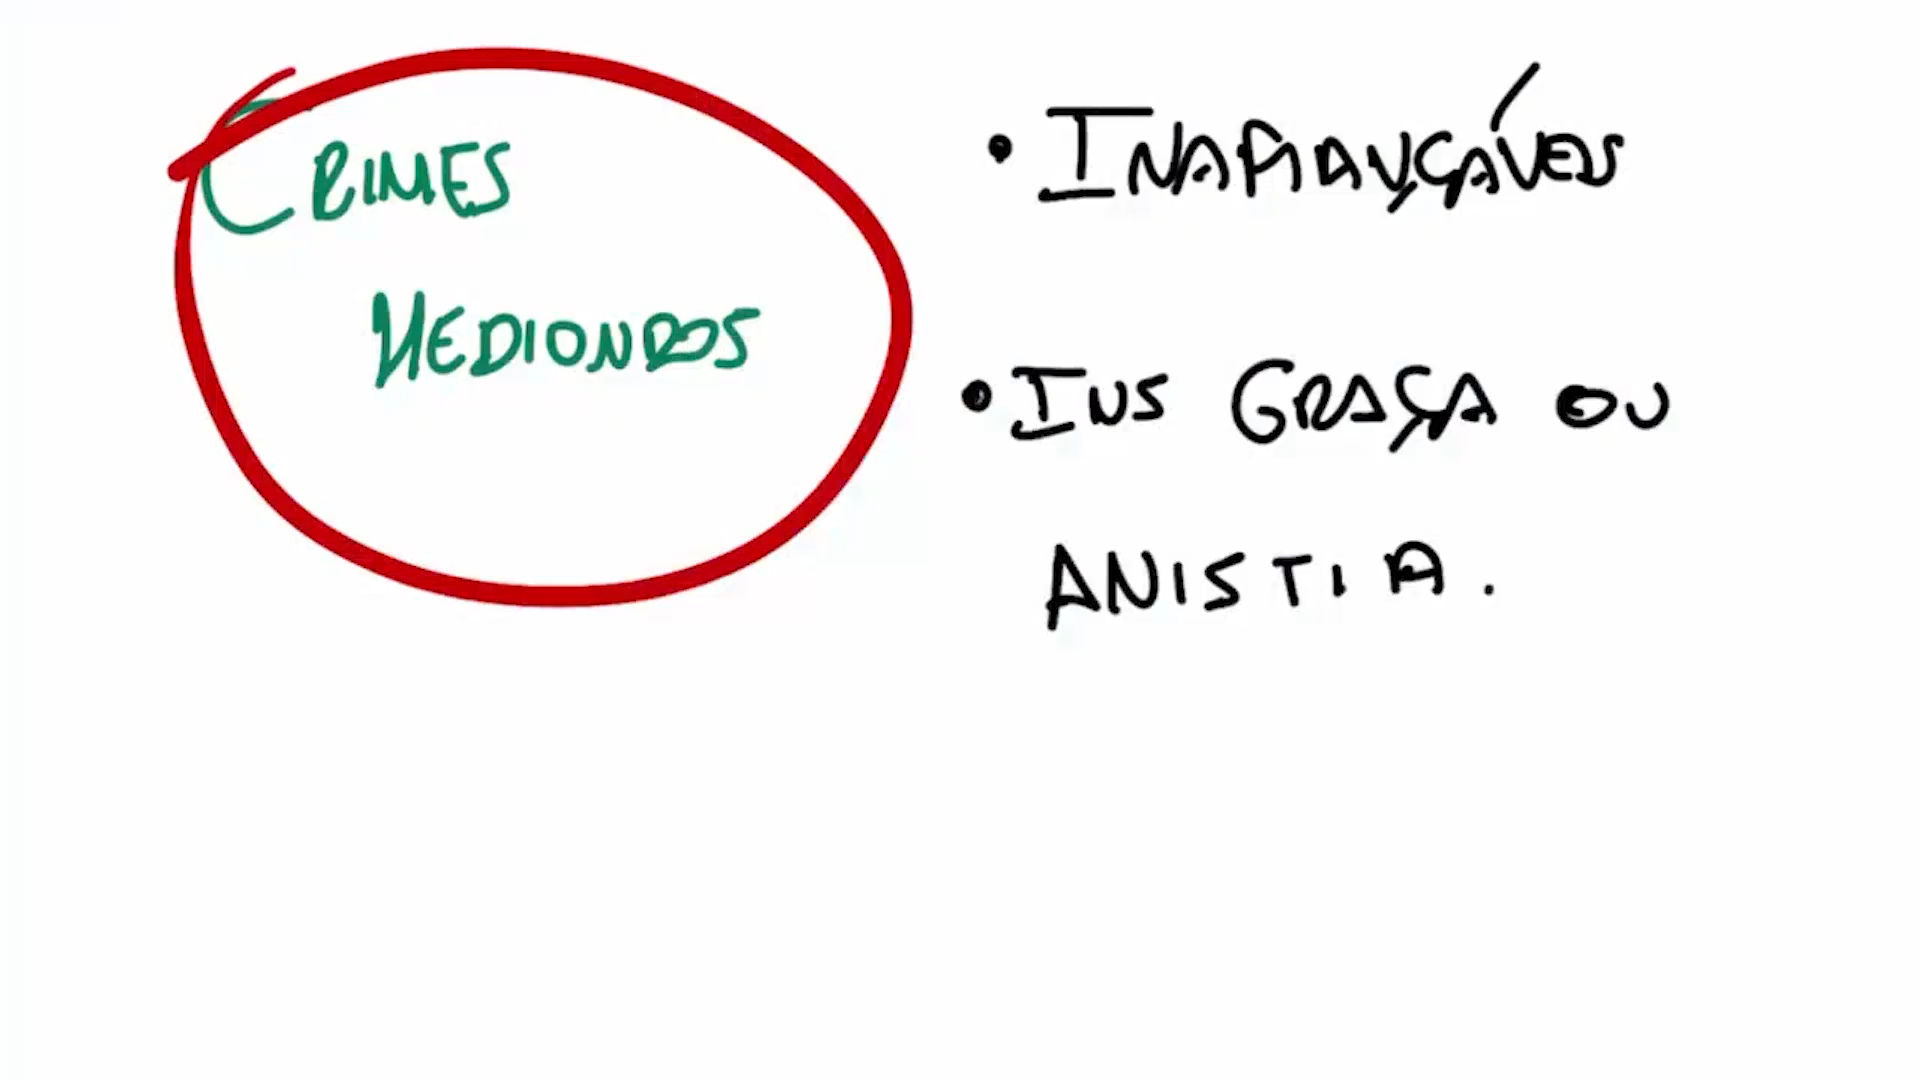 CRIMES
HEDIONDOS
• INAFIANÇÁVEIS
• INS GRAÇA OU
ANISTIA.